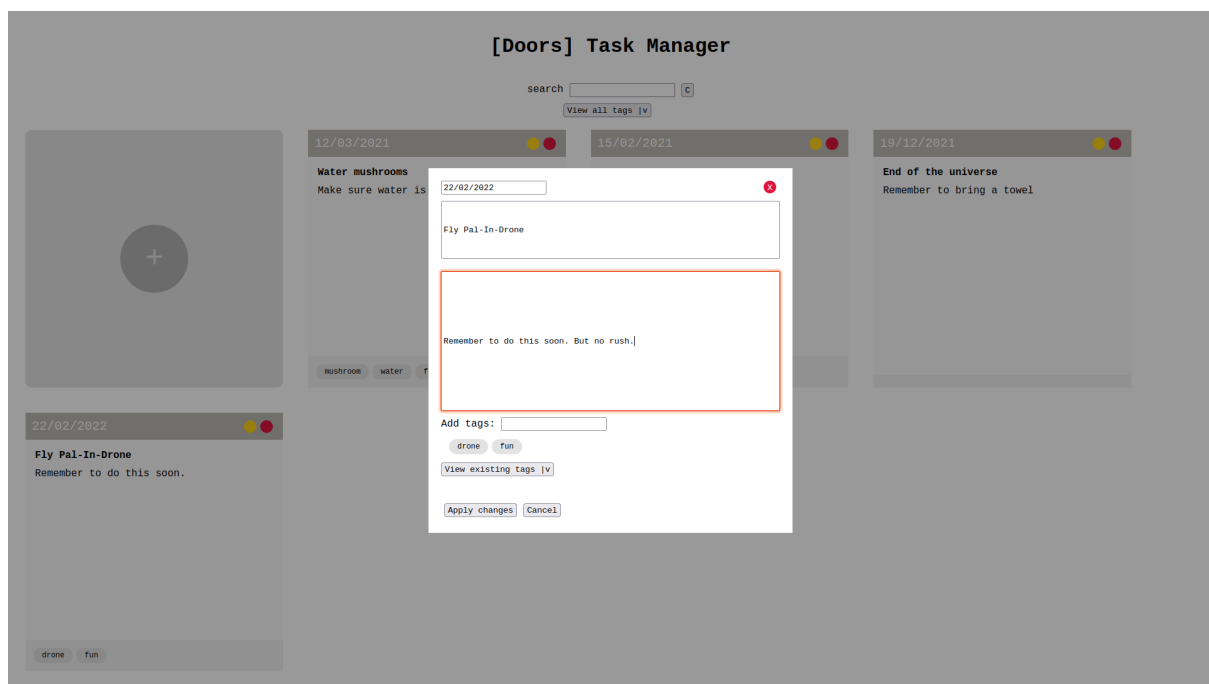 [Doors] Task Manager
search
C
View all tags |v
+
12/03/2021
Water mushrooms
Make sure water is
mushroom water f
15/02/2021
19/12/2021
End of the universe
Remember to bring a towel
22/02/2022
X
Fly Pal-In-Drone
Remember to do this soon. But no rush.
Add tags:
drone fun
View existing tags |v
Apply changes Cancel
22/02/2022
Fly Pal-In-Drone
Remember to do this soon.
drone fun